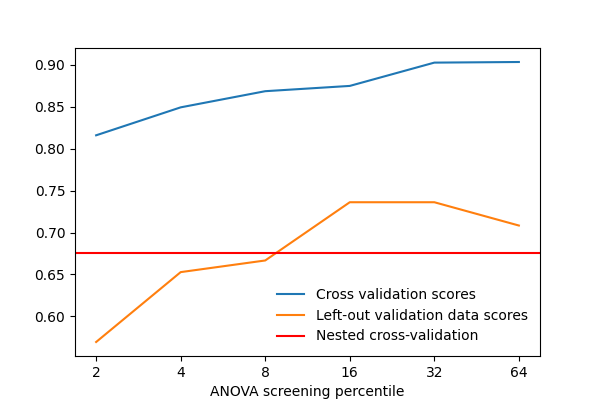 0.90
0.85
0.80
0.75
0.70
0.65
0.60
Cross validation scores
Left-out validation data scores
Nested cross-validation
2 4 8 16 32 64
ANOVA screening percentile